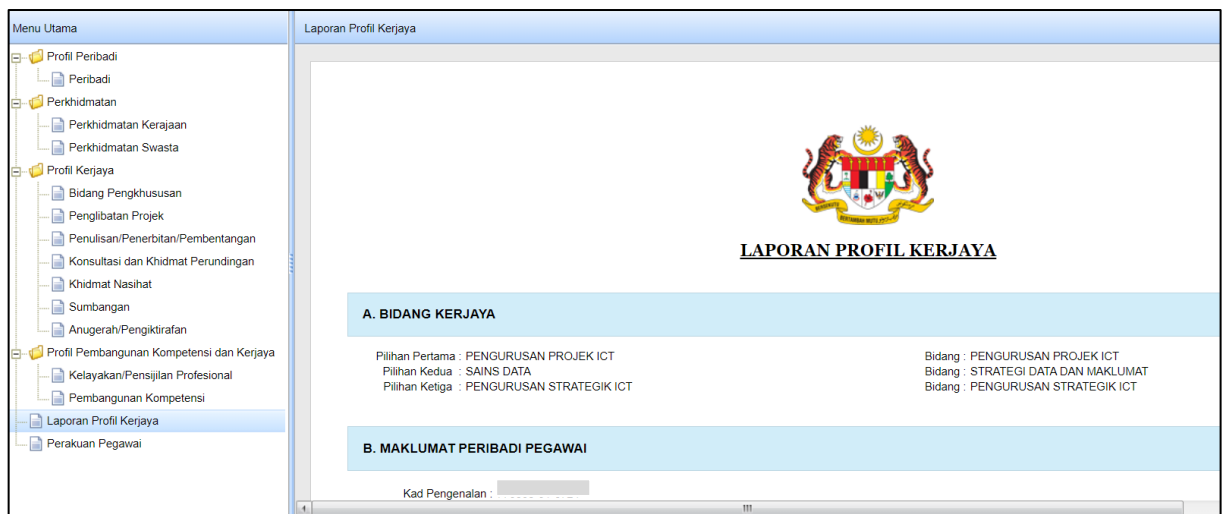 Menu Utama
Profil Peribadi
Peribadi
Perkhidmatan
Perkhidmatan Kerajaan
Perkhidmatan Swasta
Profil Kerjaya
Bidang Pengkhususan
Penglibatan Projek
Penulisan/Penerbitan/Pembentangan
Konsultasi dan Khidmat Perundingan
Khidmat Nasihat
Sumbangan
Anugerah/Pengiktirafan
Profil Pembangunan Kompetensi dan Kerjaya
Kelayakan/Pensijilan Profesional
Pembangunan Kompetensi
Laporan Profil Kerjaya
Perakuan Pegawai
Laporan Profil Kerjaya
BERTAMBAH MUTU
LAPORAN PROFIL KERJAYA
A. BIDANG KERJAYA
Pilihan Pertama : PENGURUSAN PROJEK ICT Bidang : PENGURUSAN PROJEK ICT
Pilihan Kedua : SAINS DATA Bidang : STRATEGI DATA DAN MAKLUMAT
Pilihan Ketiga : PENGURUSAN STRATEGIK ICT Bidang : PENGURUSAN STRATEGIK ICT
B. MAKLUMAT PERIBADI PEGAWAI
Kad Pengenalan :